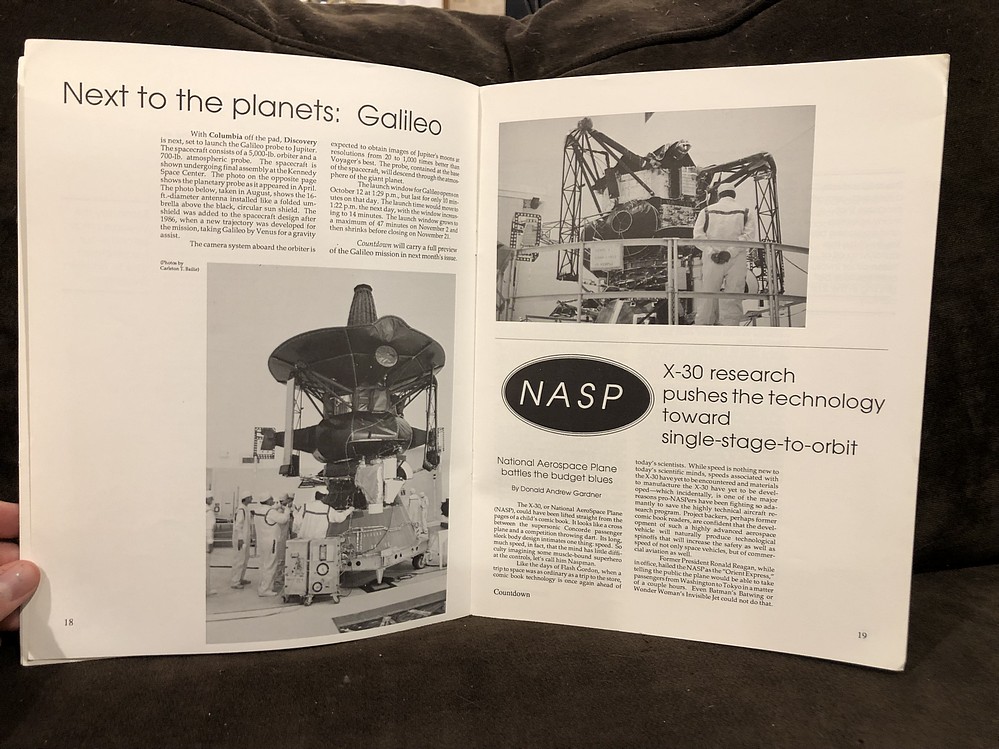 Next to the planets: Galileo
With Columbia off the pad, Discovery
is next, set to launch the Galileo probe to Jupiter.
The spacecraft consists of a 5,000-lb. orbiter and a
700-lb. atmospheric probe. The spacecraft is
shown undergoing final assembly at the Kennedy
Space Center. The photo on the opposite page
shows the planetary probe as it appeared in April.
The photo below, taken in August, shows the 16-
ft.-diameter antenna installed like a folded um-
brella above the black, circular sun shield. The
shield was added to the spacecraft design after
1986, when a new trajectory was developed for
the mission, taking Galileo by Venus for a gravity
assist.
The camera system aboard the orbiter is
expected to obtain images of Jupiter's moons at
resolutions from 20 to 1,000 times better than
Voyager's best. The probe, contained at the base
of the spacecraft, will descend through the atmos-
phere of the giant planet.
The launch window for Galileo opens on
October 12 at 1:29 p.m., but last for only 10 min-
utes on that day. The launch time would move to
1:22 p.m. the next day, with the window increas-
ing to 14 minutes. The launch window grows to
a maximum of 47 minutes on November 2 and
then shrinks before closing on November 21.
Countdown will carry a full preview
of the Galileo mission in next month's issue.
(Photos by
Carleton T. Bailie)
18
NASP
X-30 research
pushes the technology
toward
single-stage-to-orbit
National Aerospace Plane
battles the budget blues
By Donald Andrew Gardner
The X-30, or National AeroSpace Plane
(NASP), could have been lifted straight from the
pages of a child's comic book. It looks like a cross
between the supersonic Concorde passenger
plane and a competition throwing dart. Its long,
sleek body design intimates one thing: speed. So
much speed, in fact, that the mind has little diffi-
culty imagining some muscle-bound superhero
at the controls, let's call him Naspman.
Like the days of Flash Gordon, when a
trip to space was as ordinary as a trip to the store,
comic book technology is once again ahead of
today's scientists. While speed is nothing new to
today's scientific minds, speeds associated with
the X-30 have yet to be encountered and materials
to manufacture the X-30 have yet to be devel-
oped—which incidentally, is one of the major
reasons pro-NASPers have been fighting so ada-
mantly to save the highly technical aircraft re-
search program. Project backers, perhaps former
comic book readers, are confident that the devel-
opment of such a highly advanced aerospace
vehicle will naturally produce technological
spinoffs that will increase the safety as well as
speed of not only space vehicles, but of commer-
cial aviation as well.
Former President Ronald Reagan, while
in office, hailed the NASP as the "Orient Express,"
telling the public the plane would be able to take
passengers from Washington to Tokyo in a matter
of a couple hours. Even Batman's Batwing or
Wonder Woman's Invisible Jet could not do that.
Countdown
19